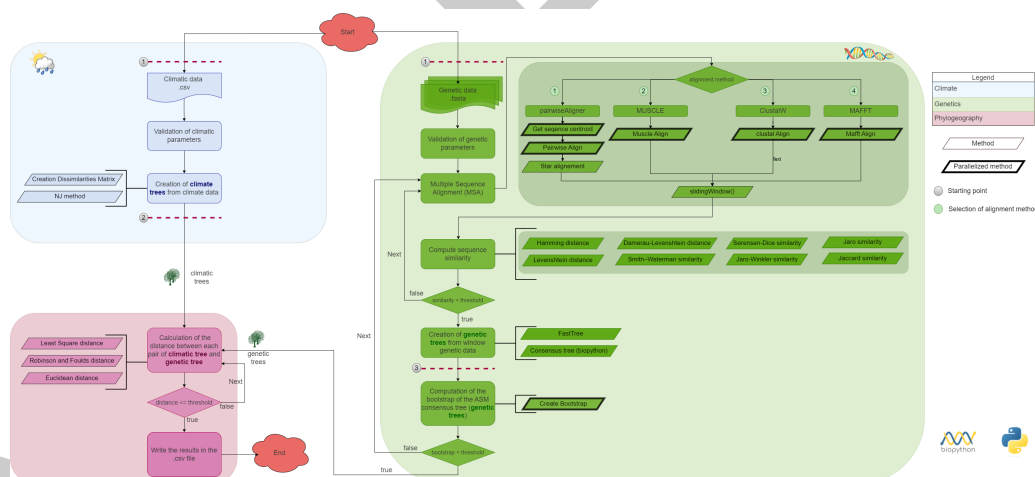 Start
1
Climatic data
.csv
Validation of climatic
parameters
Creation Dissimilarities Matrix
NJ method
Creation of climate
trees from climate data
2
climatic
trees
Least Square distance
Robinson and Foulds distance
Euclidean distance
Calculation of the
distance between each
pair of climatic tree and
genetic tree
genetic
trees
Next
distance <= threshold
false
true
Write the results in the
.csv file
End
1
Genetic data
.fasta
Validation of genetic
parameters
Multiple Sequence
Alignment (MSA)
alignment method
1
2
3
4
pairwiseAligner
MUSCLE
ClustalW
MAFFT
Get seqence centroid
Muscle Align
clustal Align
Mafft Align
Pairwise Align
Star alignement
Text
slidingWindow()
Compute sequence
similarity
Hamming distance
Damerau-Levenshtein distance
Sørensen-Dice similarity
Jaro similarity
Levenshtein distance
Smith–Waterman similarity
Jaro-Winkler similarity
Jaccard similarity
Next
false
similarity < threshold
true
Creation of genetic
trees from window
genetic data
FastTree
Consensus tree (biopython)
3
Next
Computation of the
bootstrap of the ASM
consensus tree (genetic
trees)
Create Bootstrap
false
bootstrap < threshold
true
Legend
Climate
Genetics
Phylogeography
Method
Parallelized method
Starting point
Selection of alignment method
biopython